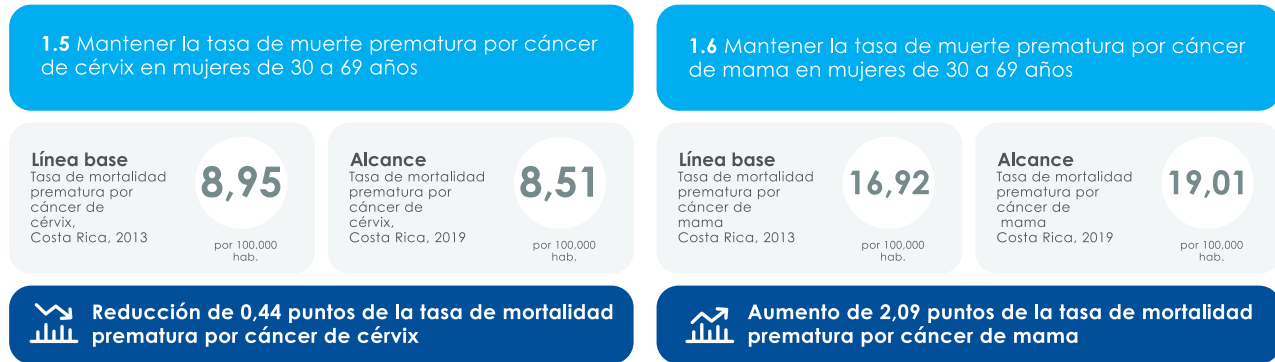 1.5 Mantener la tasa de muerte prematura por cáncer
de cérvix en mujeres de 30 a 69 años
Línea base
Tasa de mortalidad
prematura por
cáncer de
cérvix,
Costa Rica, 2013
8,95
por 100,000
hab.
Alcance
Tasa de mortalidad
prematura por
cáncer de
cérvix,
Costa Rica, 2019
8,51
por 100,000
hab.
Reducción de 0,44 puntos de la tasa de mortalidad
prematura por cáncer de cérvix
1.6 Mantener la tasa de muerte prematura por cáncer
de mama en mujeres de 30 a 69 años
Línea base
Tasa de mortalidad
prematura por
cáncer de
mama
Costa Rica, 2013
16,92
por 100,000
hab.
Alcance
Tasa de mortalidad
prematura por
cáncer de
mama
Costa Rica, 2019
19,01
por 100,000
hab.
Aumento de 2,09 puntos de la tasa de mortalidad
prematura por cáncer de mama